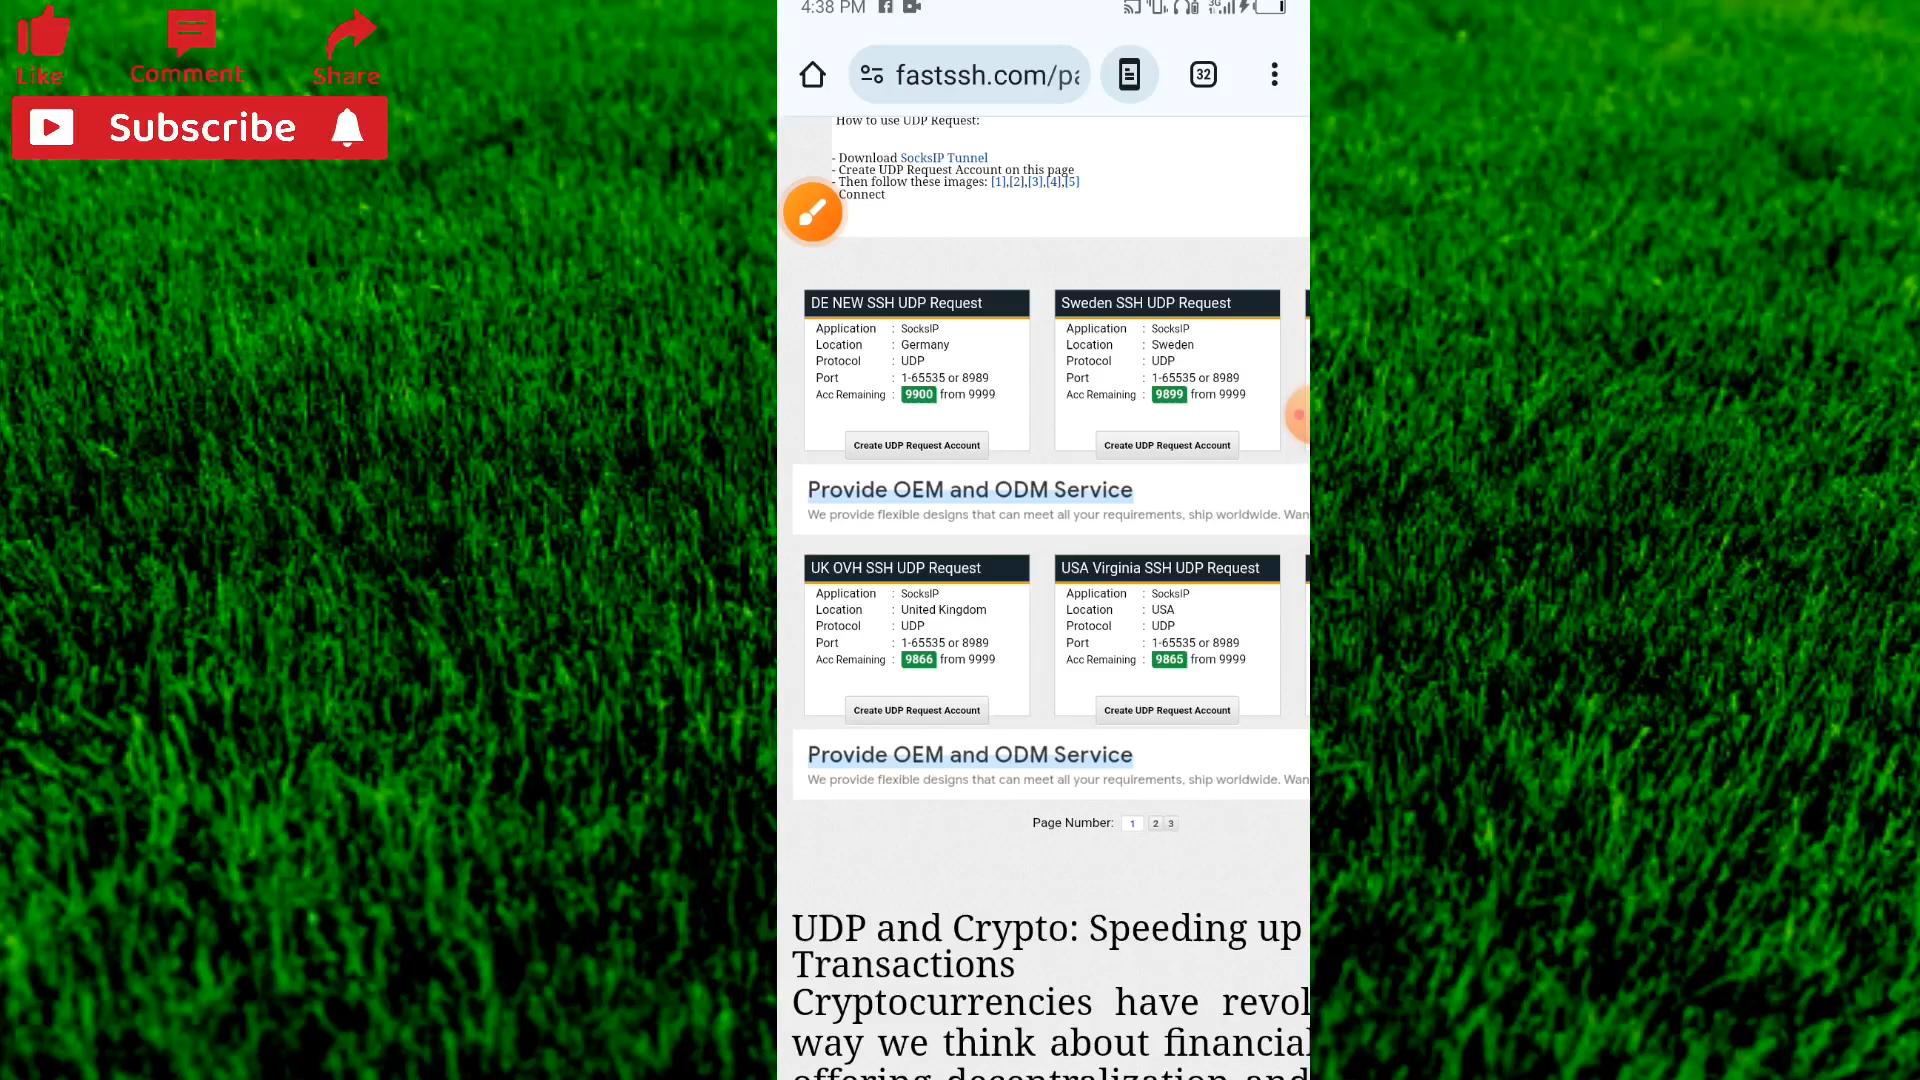 Like
Comment
Share
Subscribe
4:38 PM
3G
fastssh.com/pa
32
How to use UDP Request:
- Download SocksIP Tunnel
- Create UDP Request Account on this page
- Then follow these images: [1],[2],[3],[4],[5]
Connect
DE NEW SSH UDP Request
Application : SocksIP
Location : Germany
Protocol : UDP
Port : 1-65535 or 8989
Acc Remaining : 9900 from 9999
Create UDP Request Account
Sweden SSH UDP Request
Application : SocksIP
Location : Sweden
Protocol : UDP
Port : 1-65535 or 8989
Acc Remaining : 9899 from 9999
Create UDP Request Account
Provide OEM and ODM Service
We provide flexible designs that can meet all your requirements, ship worldwide. Wan
UK OVH SSH UDP Request
Application : SocksIP
Location : United Kingdom
Protocol : UDP
Port : 1-65535 or 8989
Acc Remaining : 9866 from 9999
Create UDP Request Account
USA Virginia SSH UDP Request
Application : SocksIP
Location : USA
Protocol : UDP
Port : 1-65535 or 8989
Acc Remaining : 9865 from 9999
Create UDP Request Account
Provide OEM and ODM Service
We provide flexible designs that can meet all your requirements, ship worldwide. Wan
Page Number: 1 2 3
UDP and Crypto: Speeding up
Transactions
Cryptocurrencies have revol
way we think about financial
offering decentralization and